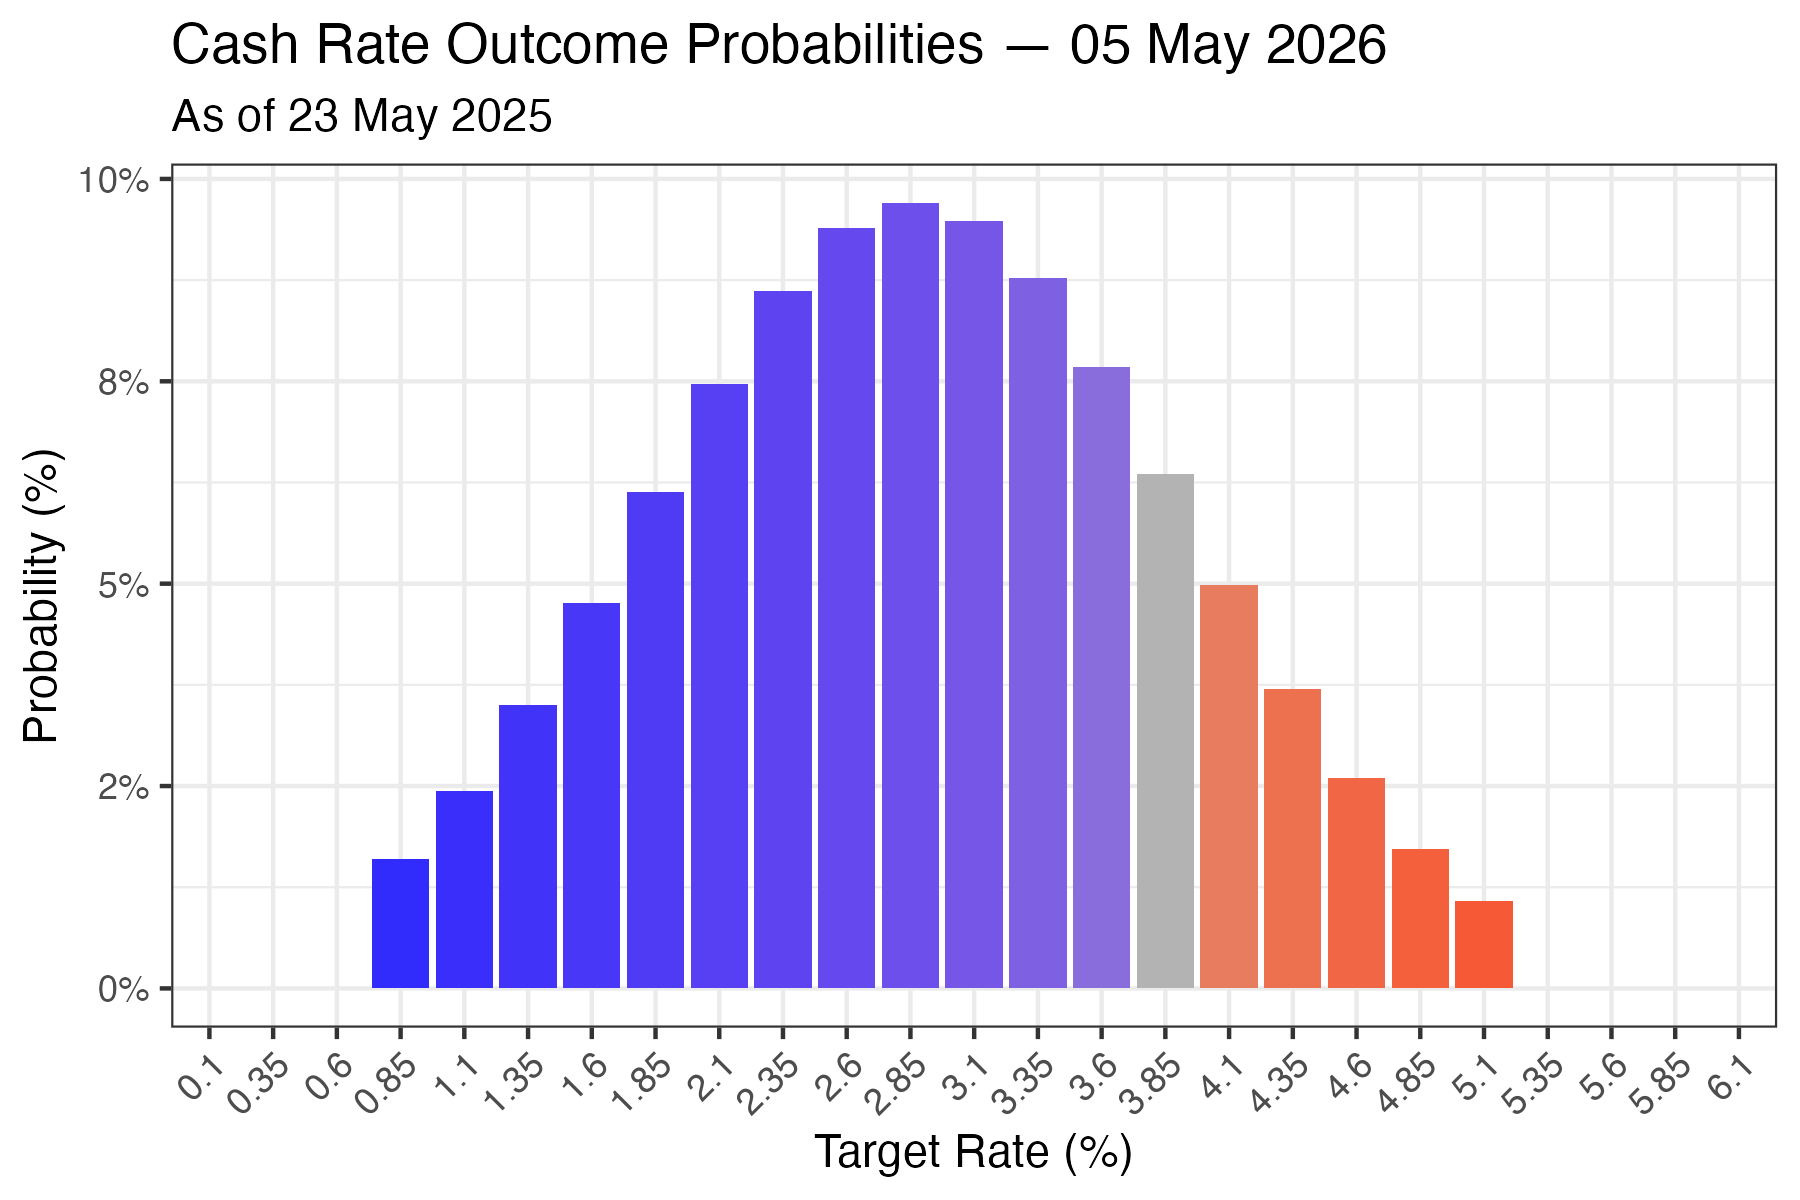 Cash Rate Outcome Probabilities — 05 May 2026
As of 23 May 2025
10%
8%
5%
2%
0%
Probability (%)
0.1 0.35 0.6 0.85 1.1 1.35 1.6 1.85 2.1 2.35 2.6 2.85 3.1 3.35 3.6 3.85 4.1 4.35 4.6 4.85 5.1 5.35 5.6 5.85 6.1
Target Rate (%)